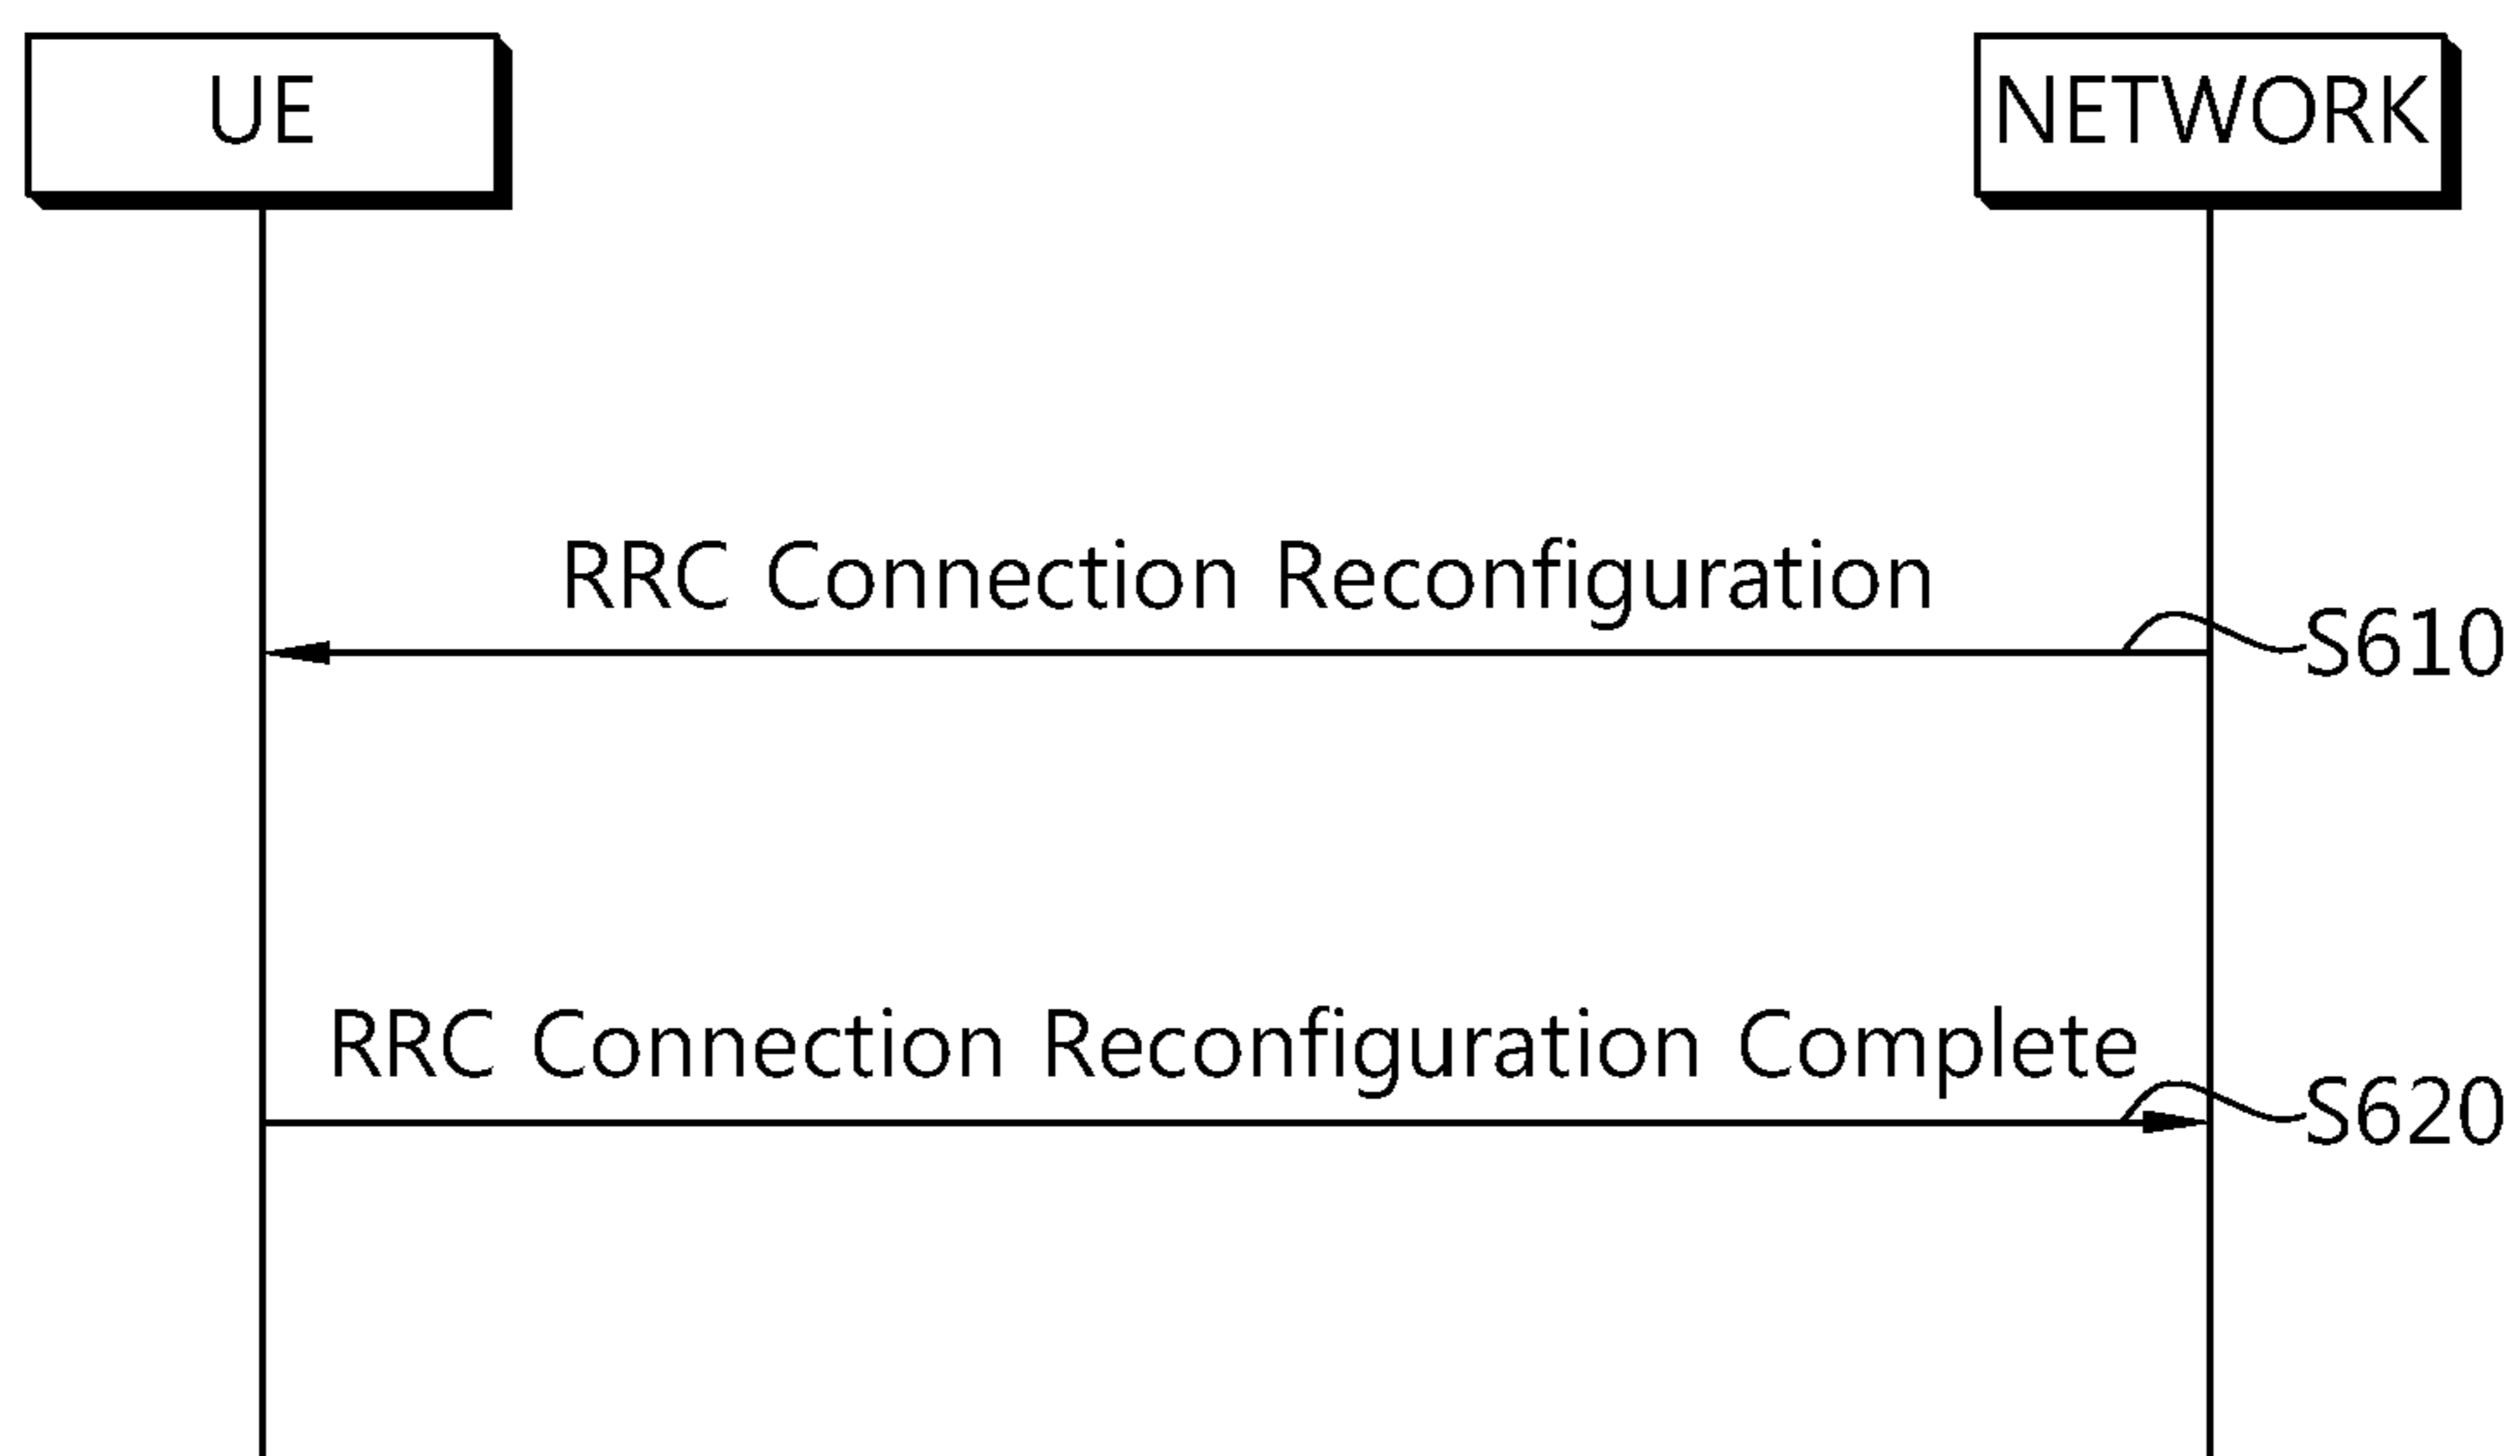 UE
NETWORK
RRC Connection Reconfiguration
S610
RRC Connection Reconfiguration Complete
S620